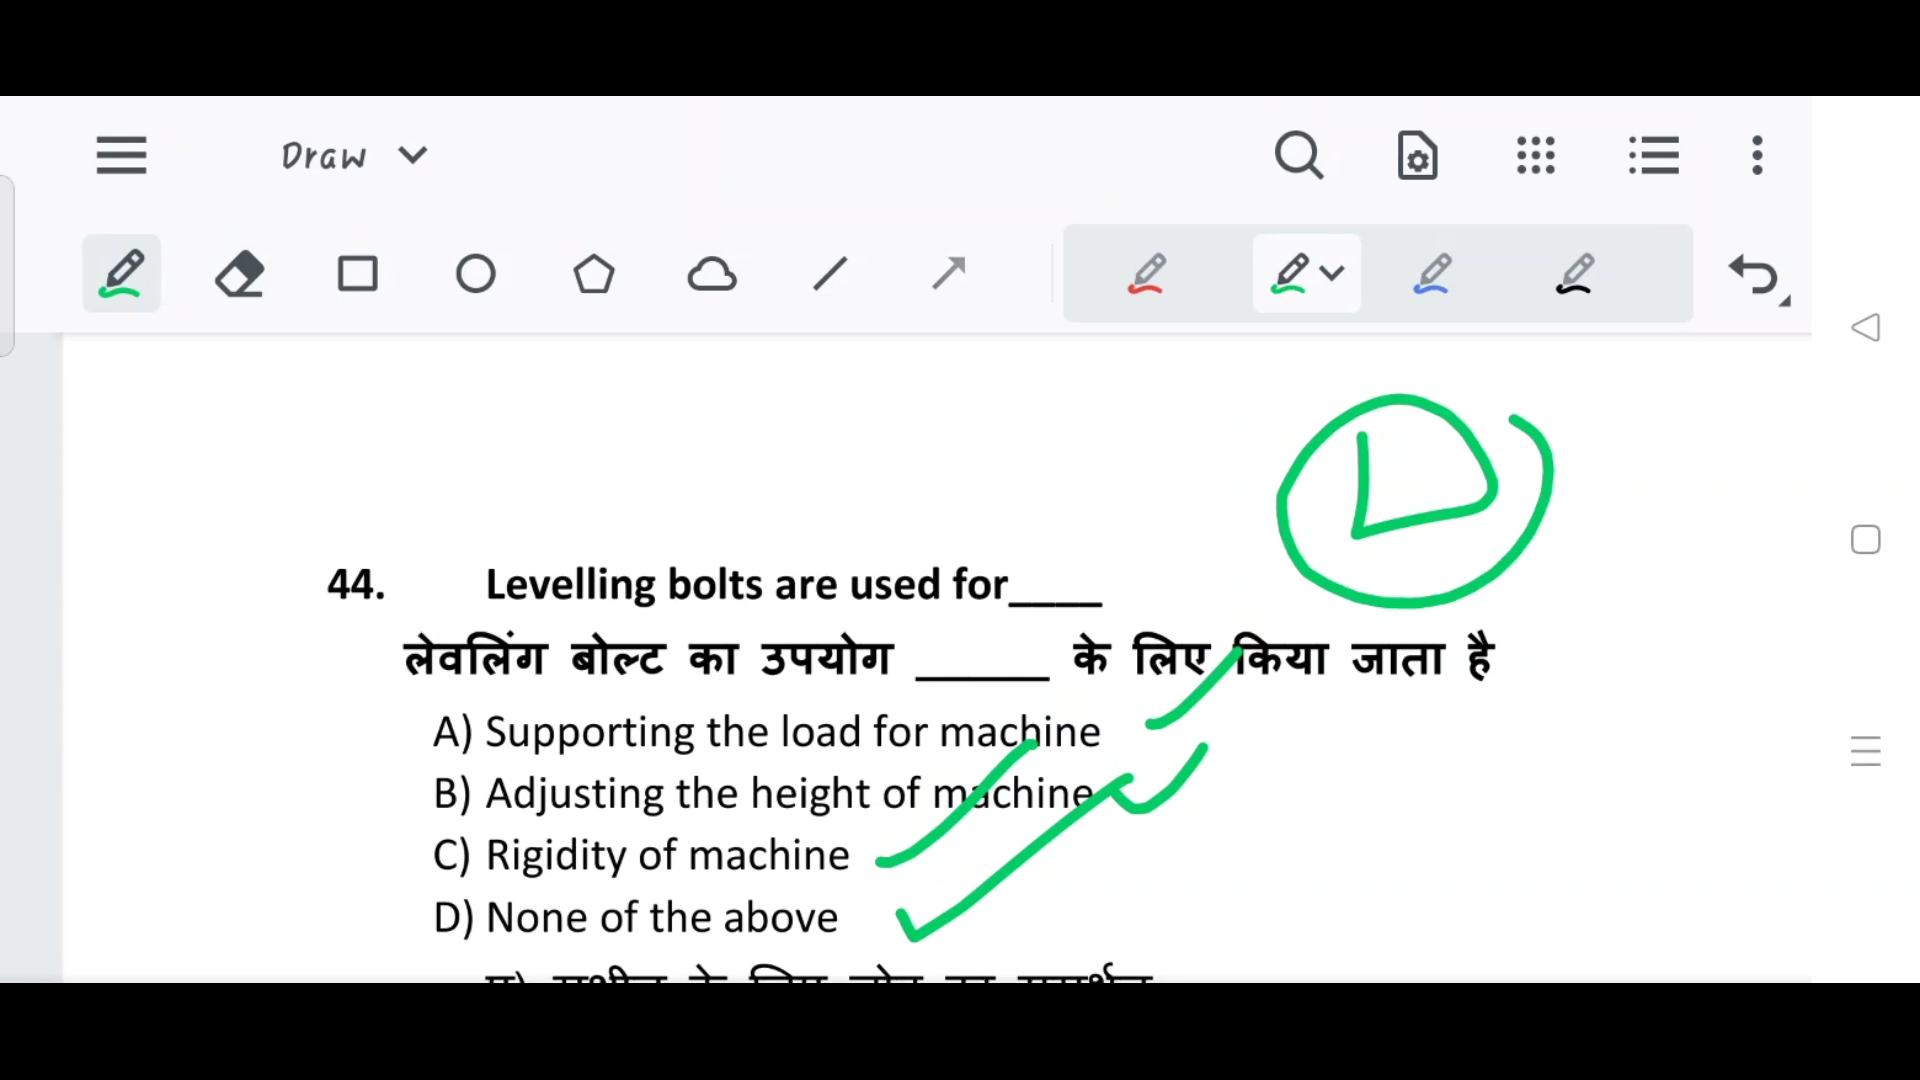 Draw
44. Levelling bolts are used for____
लेवलिंग बोल्ट का उपयोग ______ के लिए किया जाता है
A) Supporting the load for machine
B) Adjusting the height of machine
C) Rigidity of machine
D) None of the above